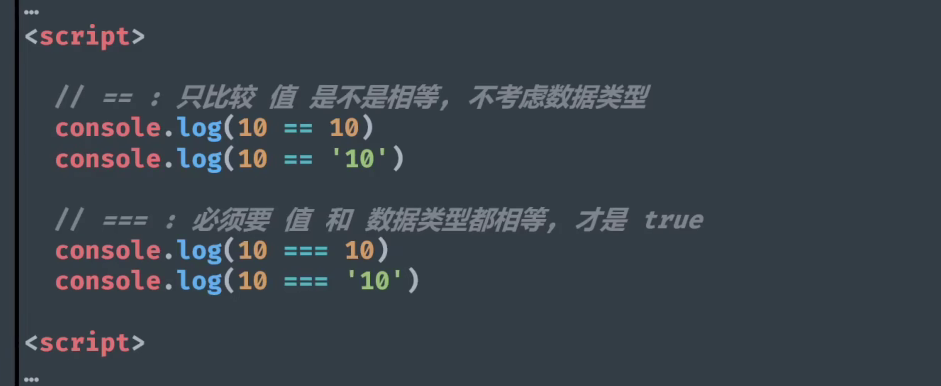 …
<script>
// == : 只比较 值 是不是相等, 不考虑数据类型
console.log(10 == 10)
console.log(10 == '10')
// === : 必须要 值 和 数据类型都相等, 才是 true
console.log(10 === 10)
console.log(10 === '10')
<script>
…